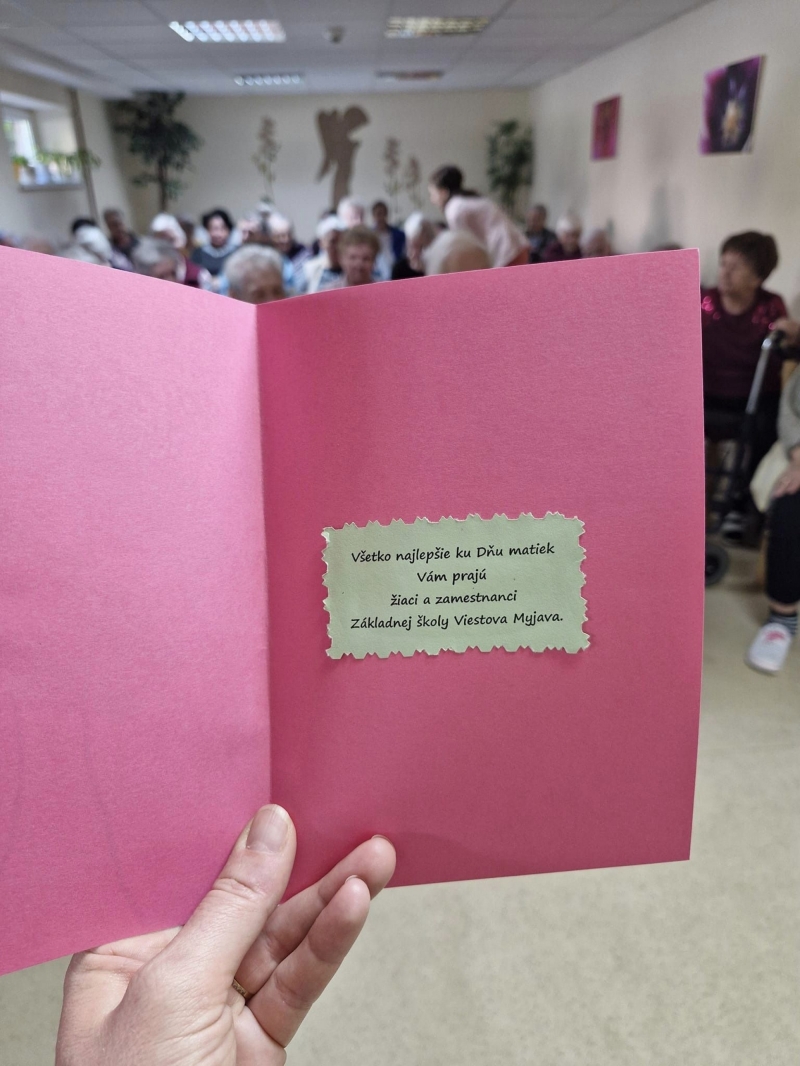 Všetko najlepšie ku Dňu matiek
Vám prajú
žiaci a zamestnanci
Základnej školy Viestova Myjava.